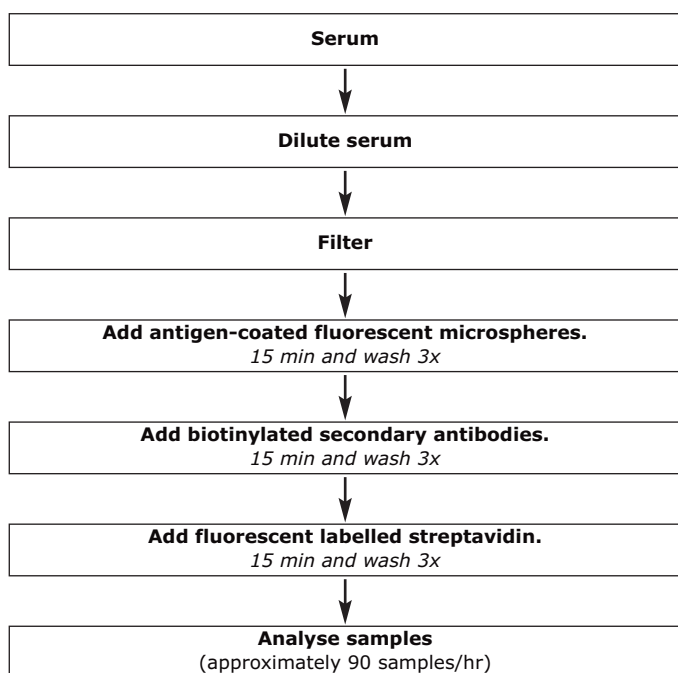 Serum
Dilute serum
Filter
Add antigen-coated fluorescent microspheres.
15 min and wash 3x
Add biotinylated secondary antibodies.
15 min and wash 3x
Add fluorescent labelled streptavidin.
15 min and wash 3x
Analyse samples
(approximately 90 samples/hr)